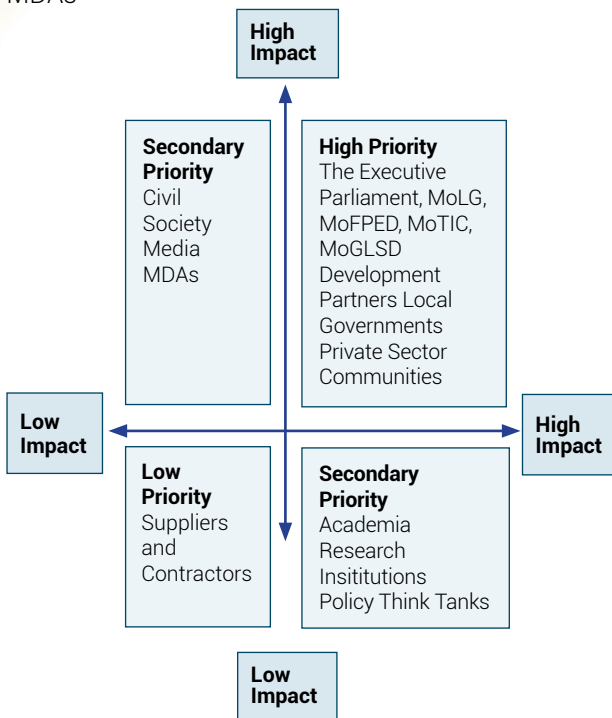 MDAs
High
Impact
Secondary
Priority
Civil
Society
Media
MDAs
High Priority
The Executive
Parliament, MoLG,
MoFPED, MoTIC,
MoGLSD
Development
Partners Local
Governments
Private Sector
Communities
Low
Impact
High
Impact
Low
Priority
Suppliers
and
Contractors
Secondary
Priority
Academia
Research
Insititutions
Policy Think Tanks
Low
Impact